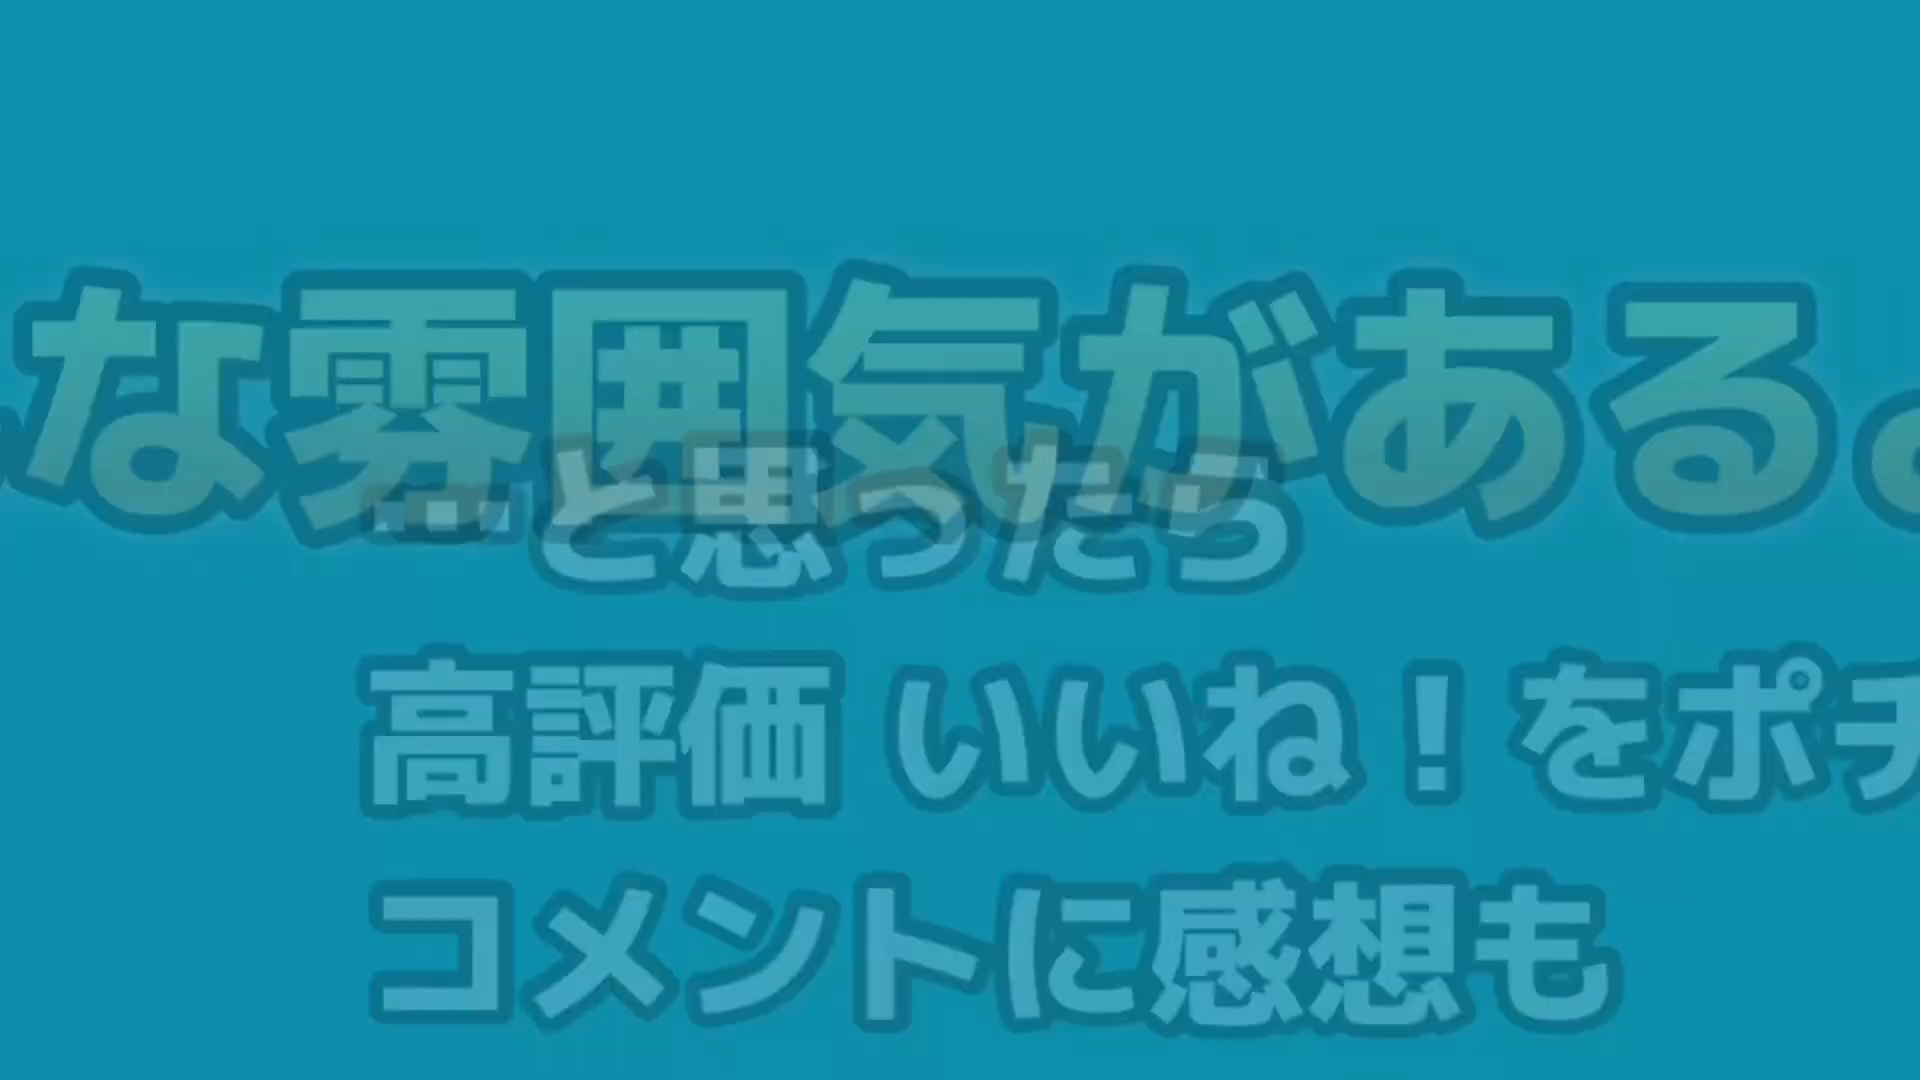 な雰囲気がある。
…と思ったら
高評価 いいね！をポチ
コメントに感想も